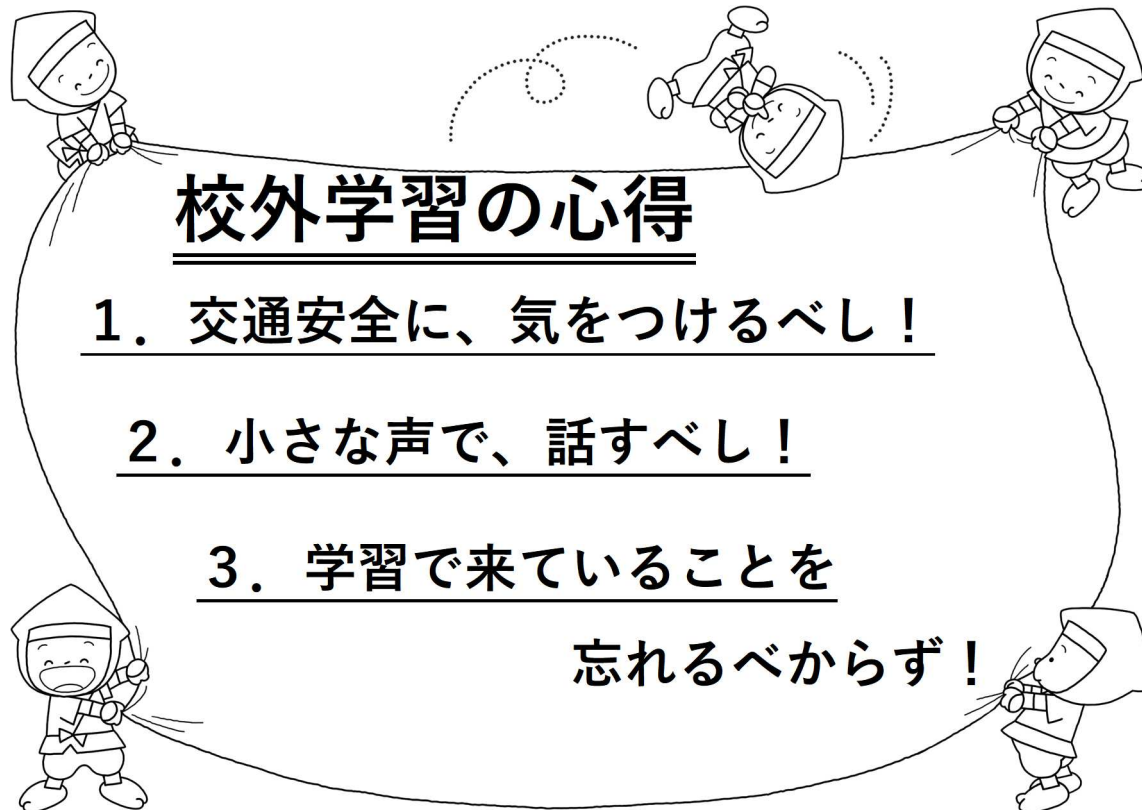 校外学習の心得
1．交通安全に、気をつけるべし！
2．小さな声で、話すべし！
3．学習で来ていることを
忘れるべからず！